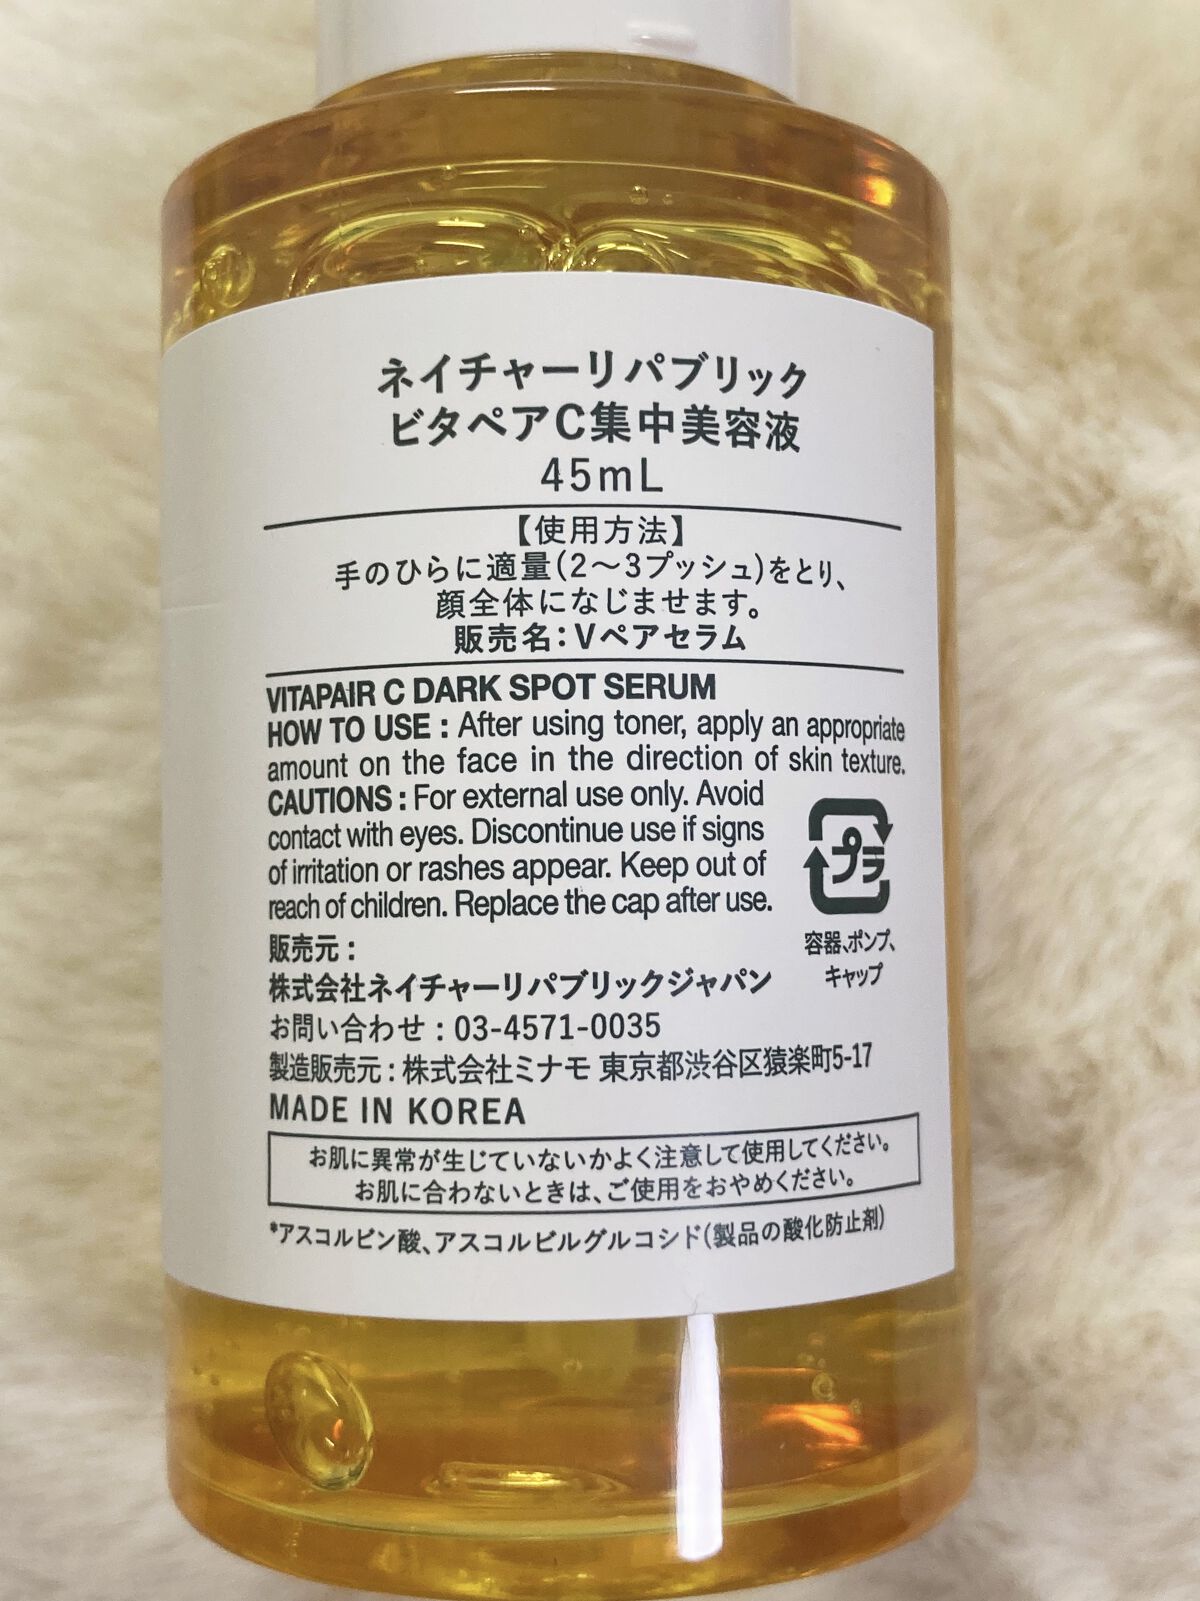 ネイチャーリパブリック
ビタペアC集中美容液
45mL
【使用方法】
手のひらに適量(2～3プッシュ)をとり、
顔全体になじませます。
販売名：Vペアセラム
VITAPAIR C DARK SPOT SERUM
HOW TO USE : After using toner, apply an appropriate
amount on the face in the direction of skin texture.
CAUTIONS : For external use only. Avoid
contact with eyes. Discontinue use if signs
of irritation or rashes appear. Keep out of
reach of children. Replace the cap after use.
プラ
容器、ポンプ、
キャップ
販売元：
株式会社ネイチャーリパブリックジャパン
お問い合わせ：03-4571-0035
製造販売元：株式会社ミナモ 東京都渋谷区猿楽町5-17
MADE IN KOREA
お肌に異常が生じていないかよく注意して使用してください。
お肌に合わないときは、ご使用をおやめください。
*アスコルビン酸、アスコルビルグルコシド(製品の酸化防止剤)